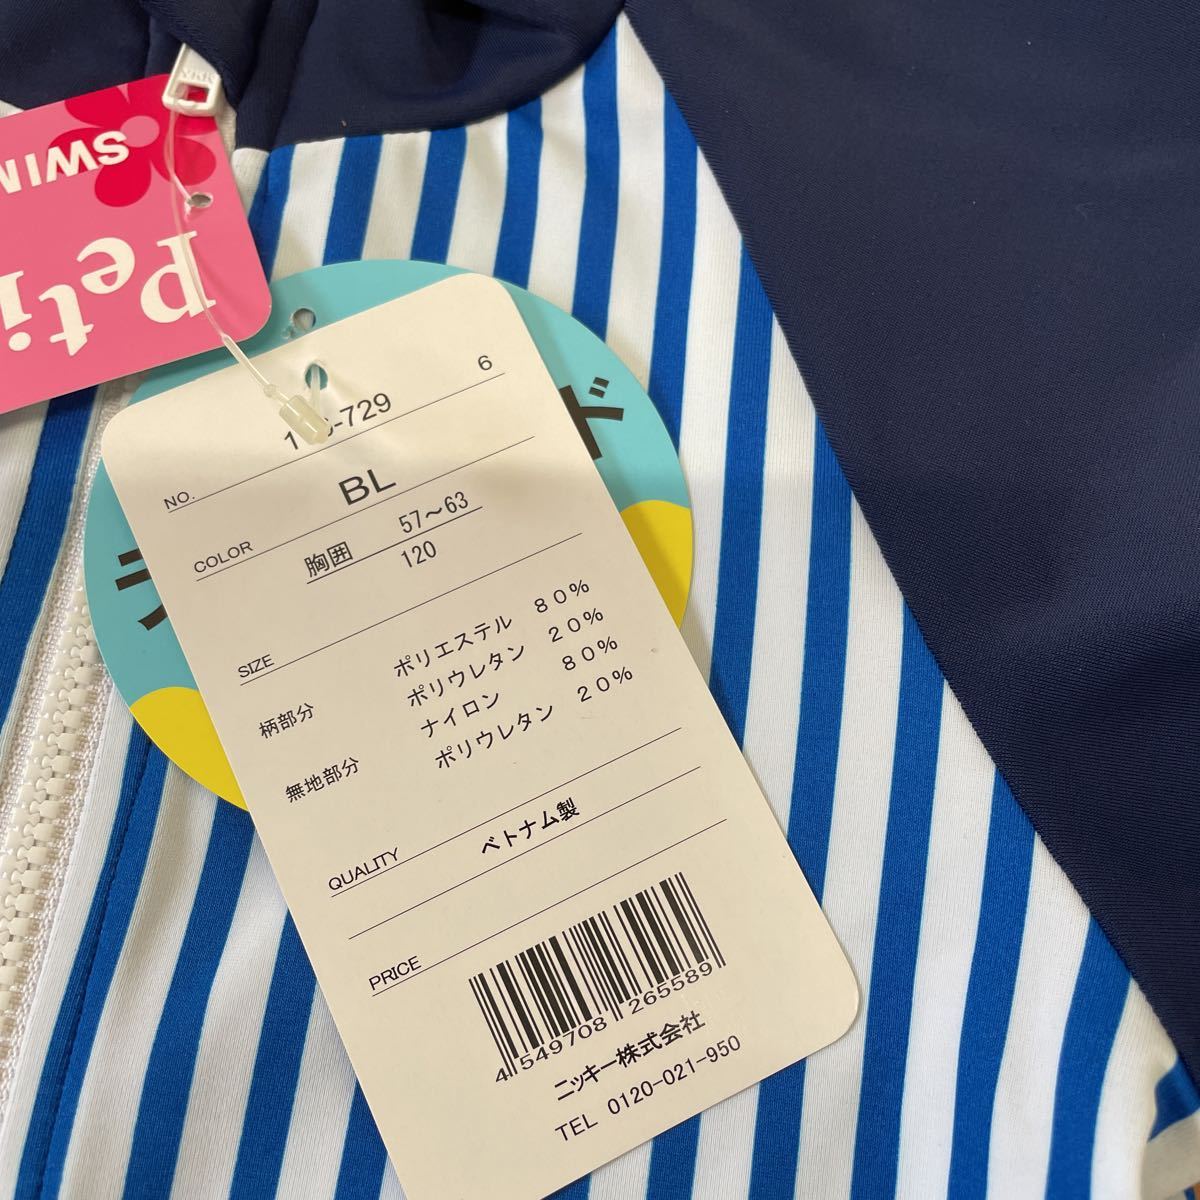 Peti
SWIM
ド
NO. -729 6
COLOR BL
胸囲 57～63
SIZE 120
柄部分 ポリエステル ８０％
ポリウレタン ２０％
無地部分 ナイロン ８０％
ポリウレタン ２０％
QUALITY
ベトナム製
PRICE
4 549708 265589
ニッキー株式会社
TEL 0120-021-950